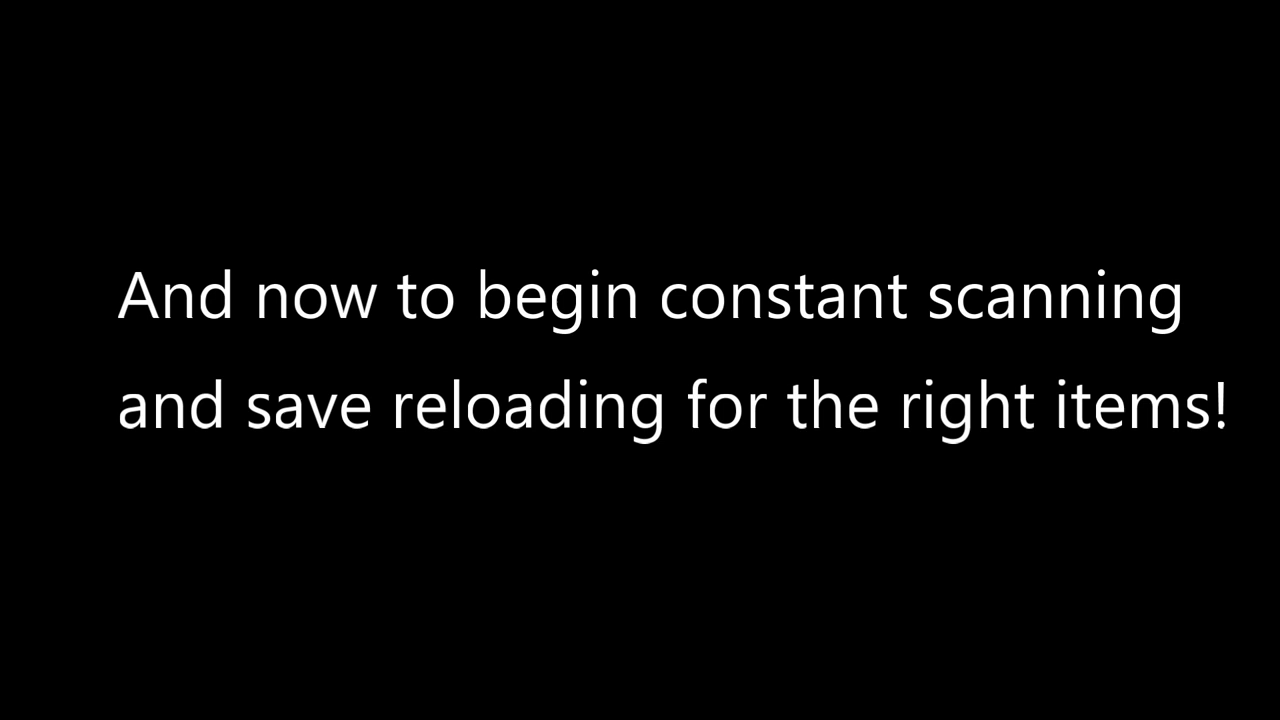 And now to begin constant scanning
and save reloading for the right items!